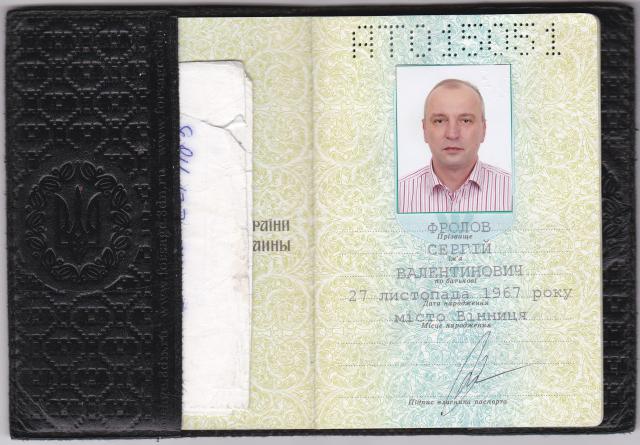 АТ015051
РАЇНИ
АИНЫ
ФРОЛОВ
Прізвище
СЕРГІЙ
Ім'я
ВАЛЕНТИНОВИЧ
по батькові
27 листопада 1967 року
Дата народження
місто Вінниця
Місце народження
Підпис власника паспорта